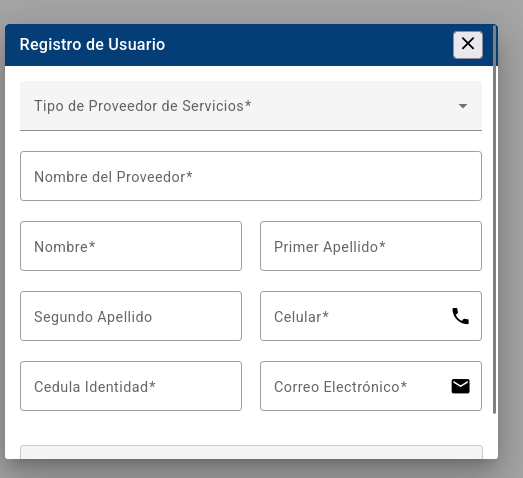 Registro de Usuario
Tipo de Proveedor de Servicios*
Nombre del Proveedor*
Nombre*
Primer Apellido*
Segundo Apellido
Celular*
Cedula Identidad*
Correo Electrónico*